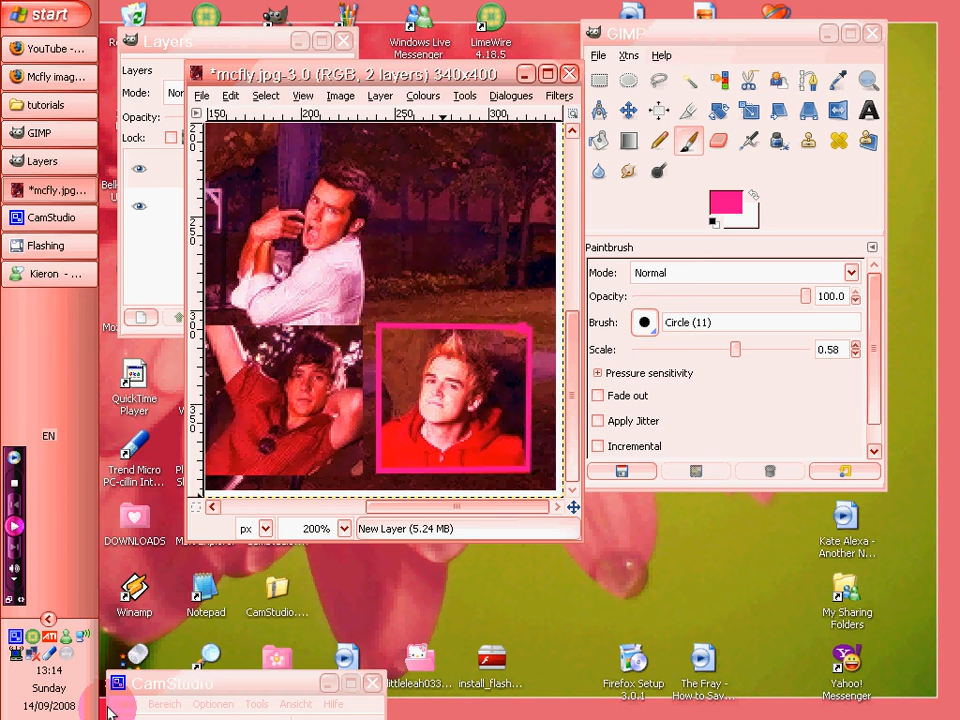 start
YouTube -...
Mcfly imag...
tutorials
GIMP
Layers
*mcfly.jpg...
CamStudio
Flashing
Kieron - ...
EN
13:14
Sunday
14/09/2008
Windows Live
Messenger
LimeWire
4.18.5
Layers
Layers
Mode:
Opacity:
Lock:
*mcfly.jpg-3.0 (RGB, 2 layers) 340x400
File Edit Select View Image Layer Colours Tools Dialogues Filters
150 200 250 300
px 200% New Layer (5.24 MB)
GIMP
File Xtns Help
Paintbrush
Mode: Normal
Opacity: 100.0
Brush: Circle (11)
Scale: 0.58
Pressure sensitivity
Fade out
Apply Jitter
Incremental
QuickTime
Player
Trend Micro
PC-cillin Int...
DOWNLOADS
Winamp
Notepad
CamStudio....
Kate Alexa -
Another N...
My Sharing
Folders
littleleah033...
install_flash...
Firefox Setup
3.0.1
The Fray -
How to Sav...
Yahoo!
Messenger
CamStudio
Bereich Optionen Tools Ansicht Hilfe